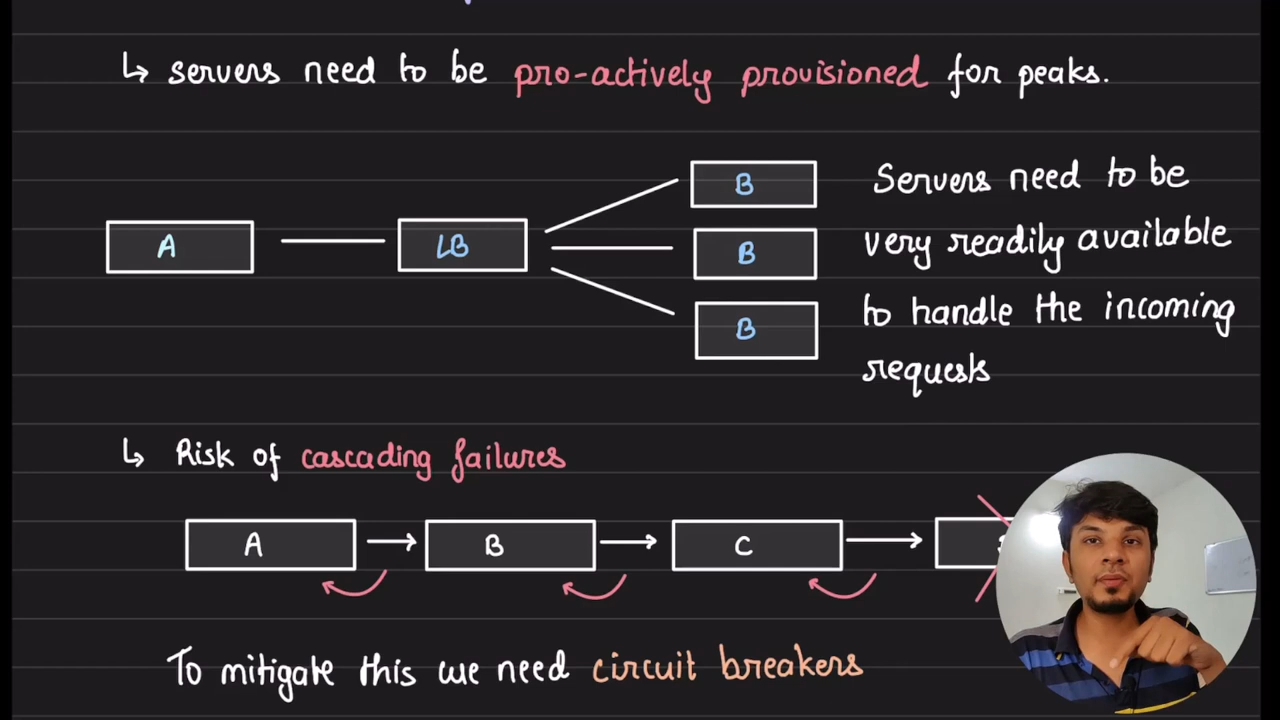 ↳ servers need to be pro-actively provisioned for peaks.
A
LB
B
B
B
Servers need to be
very readily available
to handle the incoming
requests
↳ Risk of cascading failures
A
B
C
To mitigate this we need circuit breakers